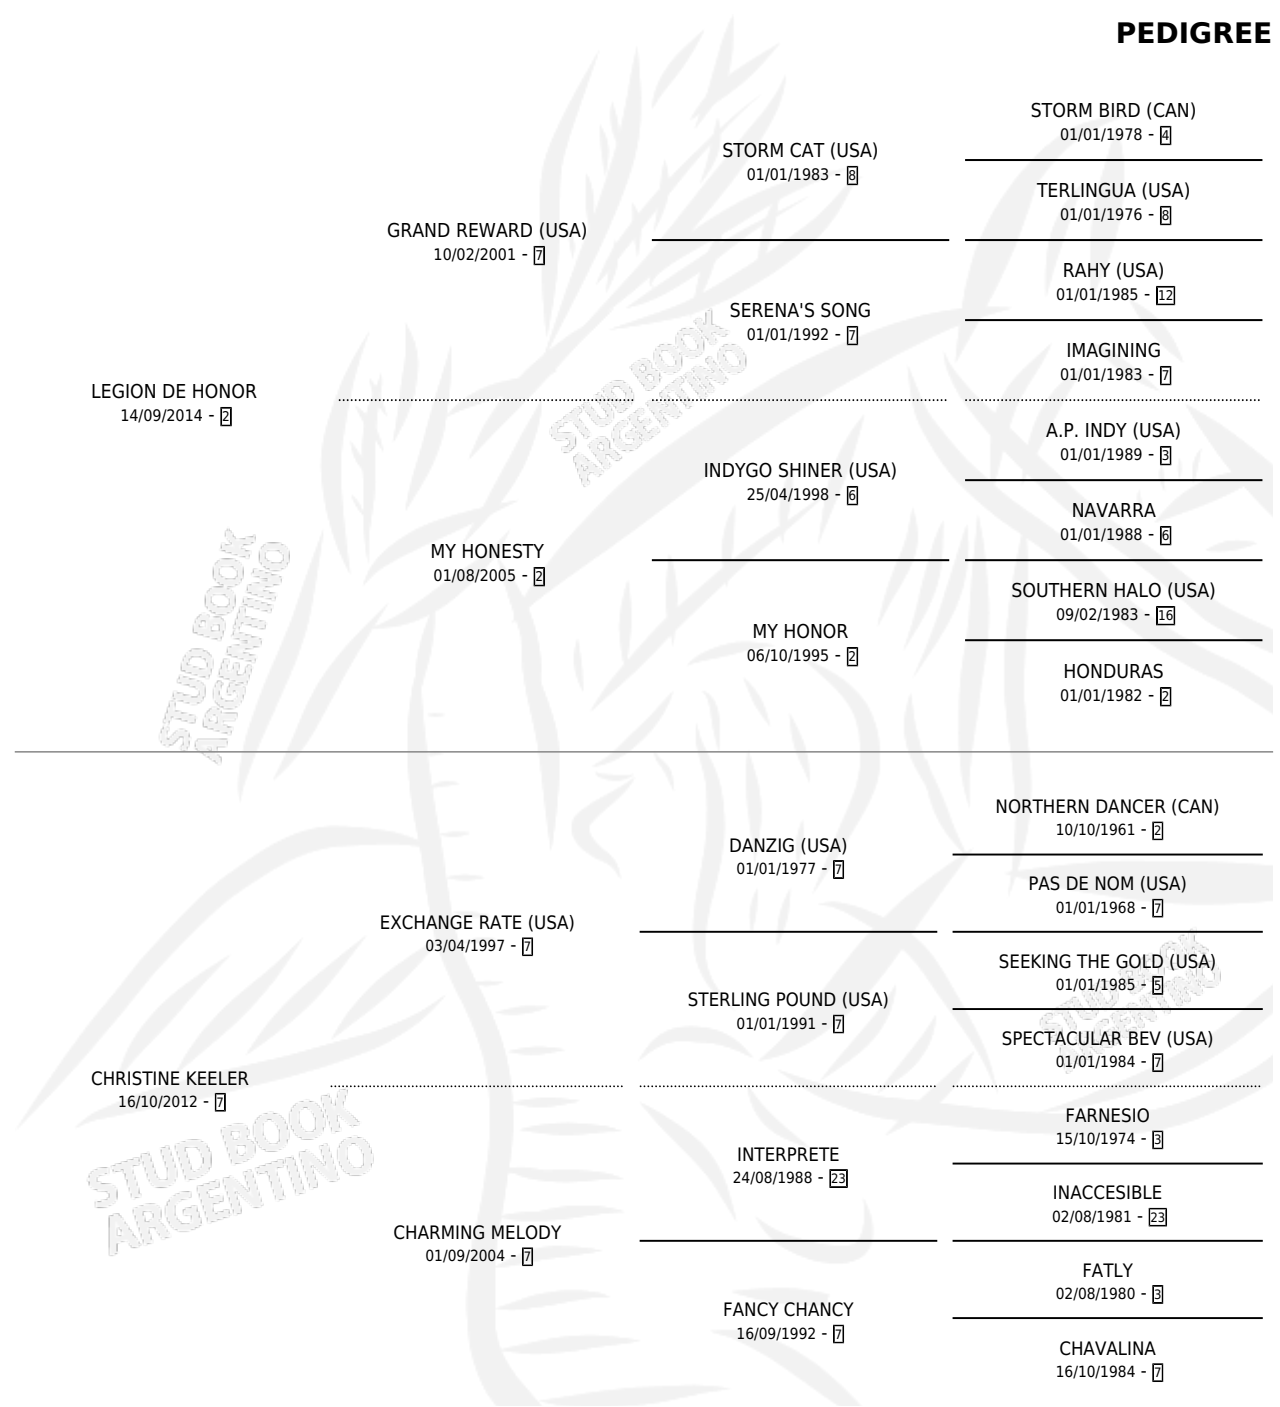 PEDIGREE
STORM BIRD (CAN)
01/01/1978 - 4
STORM CAT (USA)
01/01/1983 - 8
TERLINGUA (USA)
01/01/1976 - 8
GRAND REWARD (USA)
10/02/2001 - 7
RAHY (USA)
01/01/1985 - 12
SERENA'S SONG
01/01/1992 - 7
IMAGINING
01/01/1983 - 7
LEGION DE HONOR
14/09/2014 - 2
A.P. INDY (USA)
01/01/1989 - 3
INDYGO SHINER (USA)
25/04/1998 - 6
NAVARRA
01/01/1988 - 6
MY HONESTY
01/08/2005 - 2
SOUTHERN HALO (USA)
09/02/1983 - 16
MY HONOR
06/10/1995 - 2
HONDURAS
01/01/1982 - 2
STUD BOOK
ARGENTINO
STUD BOOK
ARGENTINO
NORTHERN DANCER (CAN)
10/10/1961 - 2
DANZIG (USA)
01/01/1977 - 7
PAS DE NOM (USA)
01/01/1968 - 7
EXCHANGE RATE (USA)
03/04/1997 - 7
SEEKING THE GOLD (USA)
01/01/1985 - 5
STERLING POUND (USA)
01/01/1991 - 7
SPECTACULAR BEV (USA)
01/01/1984 - 7
CHRISTINE KEELER
16/10/2012 - 7
FARNESIO
15/10/1974 - 3
INTERPRETE
24/08/1988 - 23
INACCESIBLE
02/08/1981 - 23
CHARMING MELODY
01/09/2004 - 7
FATLY
02/08/1980 - 3
FANCY CHANCY
16/09/1992 - 7
CHAVALINA
16/10/1984 - 7
STUD BOOK
ARGENTINO
STUD BOOK
ARGENTINO